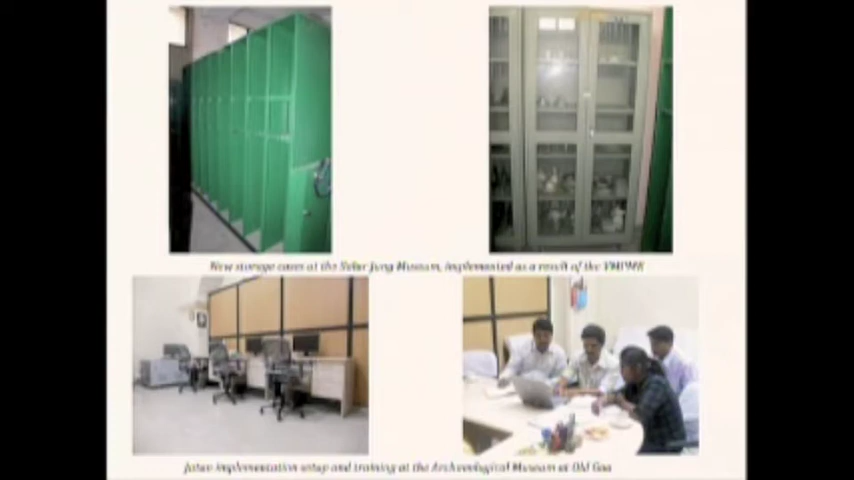 New storage cases at the Salar Jung Museum, implemented as a result of the
Jatan implementation setup and training at the Archaeological Museum at Old Goa